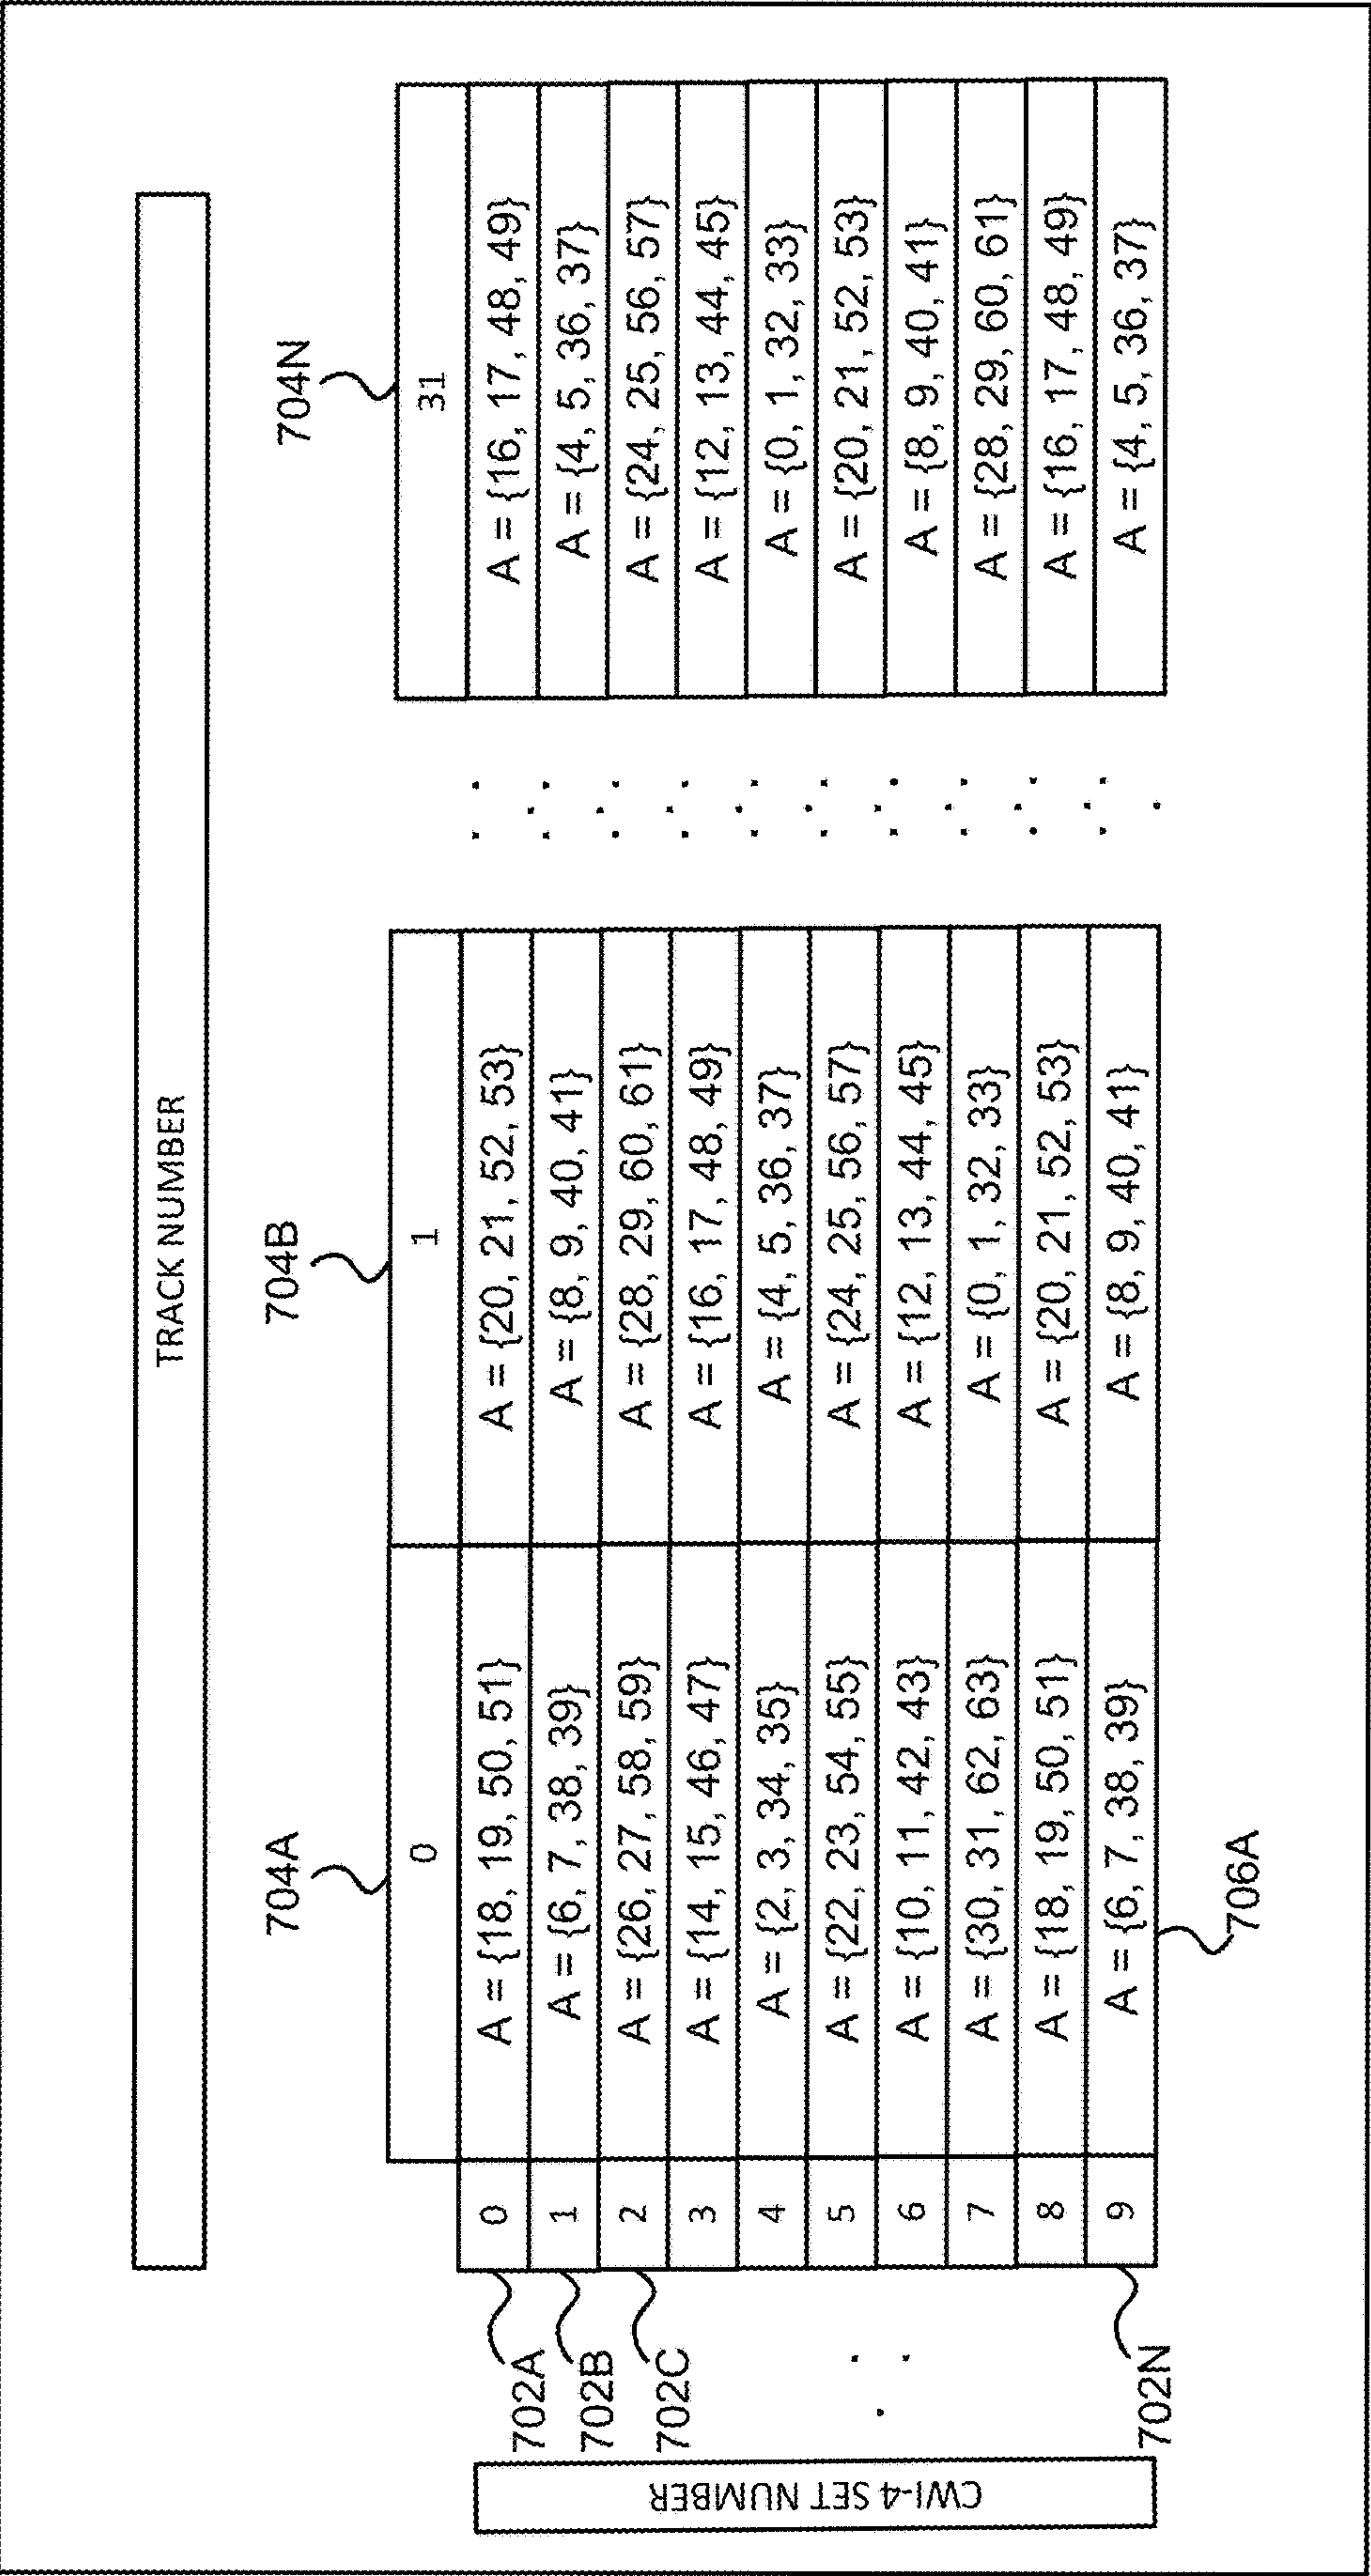 TRACK NUMBER
704A 704B 704N
0 1 31
702A 0 A = {18, 19, 50, 51} A = {20, 21, 52, 53} A = {16, 17, 48, 49}
702B 1 A = {6, 7, 38, 39} A = {8, 9, 40, 41} A = {4, 5, 36, 37}
702C 2 A = {26, 27, 58, 59} A = {28, 29, 60, 61} A = {24, 25, 56, 57}
3 A = {14, 15, 46, 47} A = {16, 17, 48, 49} A = {12, 13, 44, 45}
4 A = {2, 3, 34, 35} A = {4, 5, 36, 37} A = {0, 1, 32, 33}
5 A = {22, 23, 54, 55} A = {24, 25, 56, 57} A = {20, 21, 52, 53}
6 A = {10, 11, 42, 43} A = {12, 13, 44, 45} A = {8, 9, 40, 41}
7 A = {30, 31, 62, 63} A = {0, 1, 32, 33} A = {28, 29, 60, 61}
8 A = {18, 19, 50, 51} A = {20, 21, 52, 53} A = {16, 17, 48, 49}
702N 9 A = {6, 7, 38, 39} A = {8, 9, 40, 41} A = {4, 5, 36, 37}
706A
CWI-4 SET NUMBER